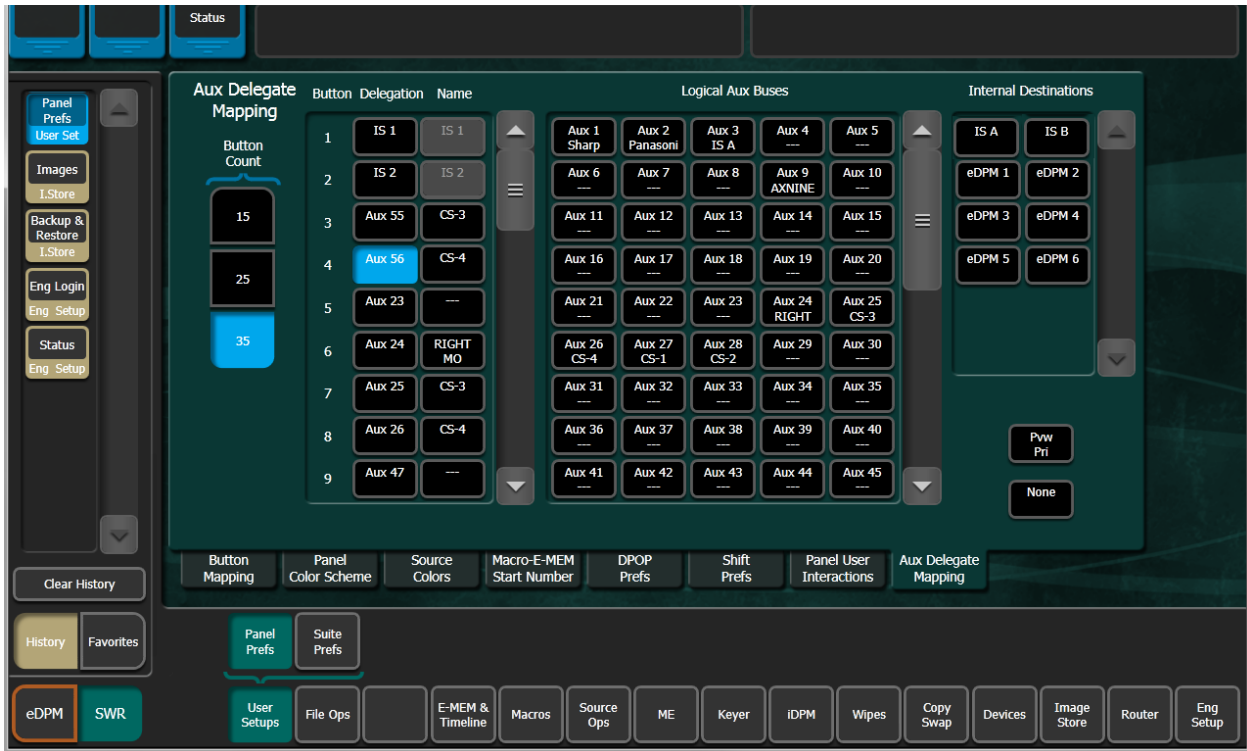 Status
Panel
Prefs
User Set
Images
I.Store
Backup &
Restore
I.Store
Eng Login
Eng Setup
Status
Eng Setup
Clear History
History Favorites
eDPM SWR
Aux Delegate
Mapping
Button
Count
15
25
35
Button Delegation Name
1 IS 1 IS 1
2 IS 2 IS 2
3 Aux 55 CS-3
4 Aux 56 CS-4
5 Aux 23 ---
6 Aux 24 RIGHT
MO
7 Aux 25 CS-3
8 Aux 26 CS-4
9 Aux 47 ---
Logical Aux Buses
Aux 1 Aux 2 Aux 3 Aux 4 Aux 5
Sharp Panasoni IS A --- ---
Aux 6 Aux 7 Aux 8 Aux 9 Aux 10
--- --- --- AXNINE ---
Aux 11 Aux 12 Aux 13 Aux 14 Aux 15
--- --- --- --- ---
Aux 16 Aux 17 Aux 18 Aux 19 Aux 20
--- --- --- --- ---
Aux 21 Aux 22 Aux 23 Aux 24 Aux 25
--- --- --- RIGHT CS-3
Aux 26 Aux 27 Aux 28 Aux 29 Aux 30
CS-4 CS-1 CS-2 --- ---
Aux 31 Aux 32 Aux 33 Aux 34 Aux 35
--- --- --- --- ---
Aux 36 Aux 37 Aux 38 Aux 39 Aux 40
--- --- --- --- ---
Aux 41 Aux 42 Aux 43 Aux 44 Aux 45
--- --- --- --- ---
Internal Destinations
IS A IS B
eDPM 1 eDPM 2
eDPM 3 eDPM 4
eDPM 5 eDPM 6
Pvw
Pri
None
Button Panel Source Macro-E-MEM DPOP Shift Panel User Aux Delegate
Mapping Color Scheme Colors Start Number Prefs Prefs Interactions Mapping
Panel Suite
Prefs Prefs
User E-MEM & Source Copy Image Eng
Setups File Ops Timeline Macros Ops ME Keyer iDPM Wipes Swap Devices Store Router Setup